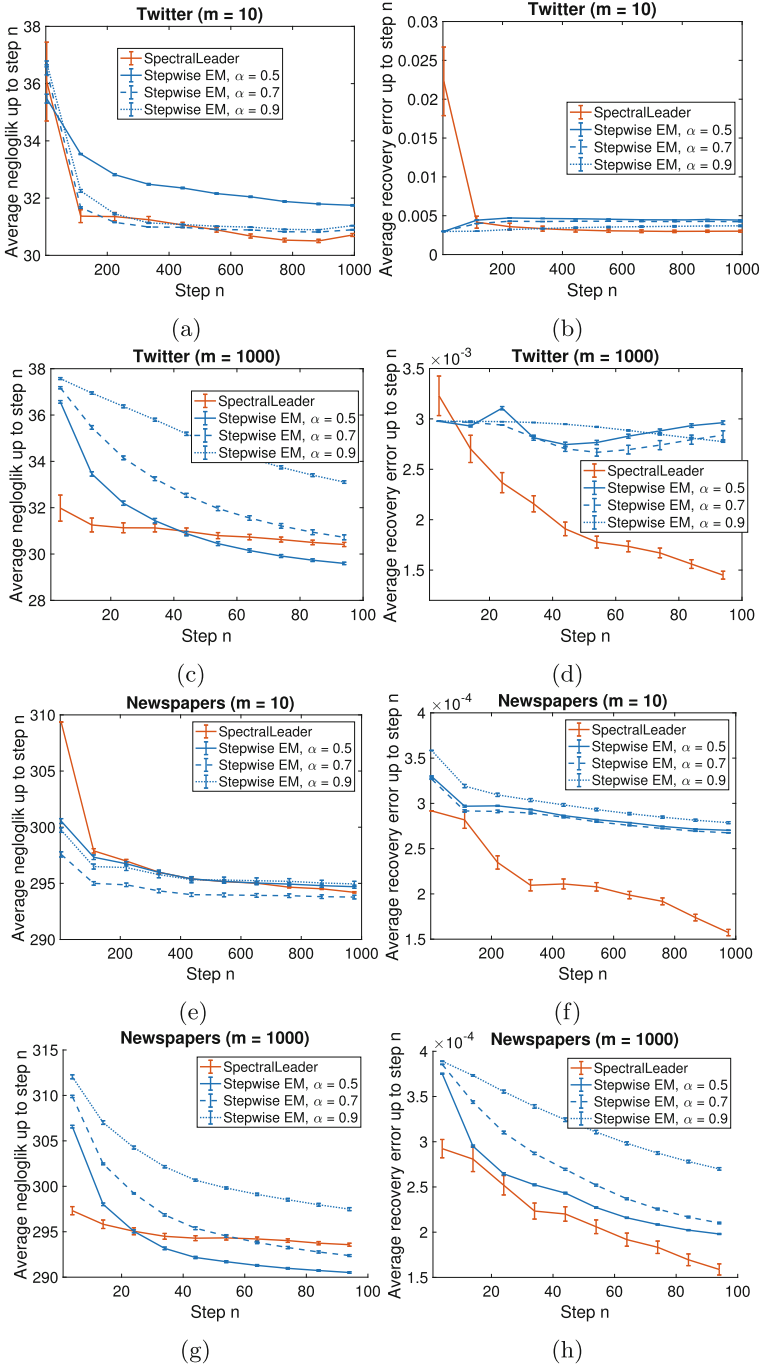 Twitter (m = 10)
Average negloglik up to step n
38
36
34
32
30
SpectralLeader
Stepwise EM, α = 0.5
Stepwise EM, α = 0.7
Stepwise EM, α = 0.9
0 200 400 600 800 1000
Step n
(a)
Twitter (m = 10)
Average recovery error up to step n
0.03
0.025
0.02
0.015
0.01
0.005
0
SpectralLeader
Stepwise EM, α = 0.5
Stepwise EM, α = 0.7
Stepwise EM, α = 0.9
0 200 400 600 800 1000
Step n
(b)
Twitter (m = 1000)
Average negloglik up to step n
38
36
34
32
30
28
SpectralLeader
Stepwise EM, α = 0.5
Stepwise EM, α = 0.7
Stepwise EM, α = 0.9
20 40 60 80 100
Step n
(c)
Twitter (m = 1000)
×10⁻³
Average recovery error up to step n
3.5
3
2.5
2
1.5
SpectralLeader
Stepwise EM, α = 0.5
Stepwise EM, α = 0.7
Stepwise EM, α = 0.9
20 40 60 80 100
Step n
(d)
Newspapers (m = 10)
Average negloglik up to step n
310
305
300
295
290
SpectralLeader
Stepwise EM, α = 0.5
Stepwise EM, α = 0.7
Stepwise EM, α = 0.9
200 400 600 800 1000
Step n
(e)
Newspapers (m = 10)
×10⁻⁴
Average recovery error up to step n
4
3.5
3
2.5
2
1.5
SpectralLeader
Stepwise EM, α = 0.5
Stepwise EM, α = 0.7
Stepwise EM, α = 0.9
200 400 600 800 1000
Step n
(f)
Newspapers (m = 1000)
Average negloglik up to step n
315
310
305
300
295
290
SpectralLeader
Stepwise EM, α = 0.5
Stepwise EM, α = 0.7
Stepwise EM, α = 0.9
20 40 60 80 100
Step n
(g)
Newspapers (m = 1000)
×10⁻⁴
Average recovery error up to step n
4
3.5
3
2.5
2
1.5
SpectralLeader
Stepwise EM, α = 0.5
Stepwise EM, α = 0.7
Stepwise EM, α = 0.9
20 40 60 80 100
Step n
(h)